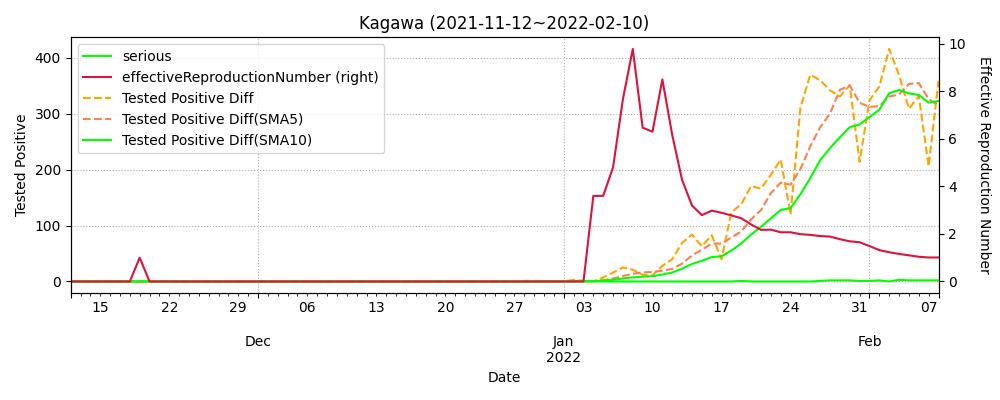 Kagawa (2021-11-12~2022-02-10)
serious
effectiveReproductionNumber (right)
Tested Positive Diff
Tested Positive Diff(SMA5)
Tested Positive Diff(SMA10)
Tested Positive
400
300
200
100
0
10
8
6
4
2
0
Effective Reproduction Number
15 22 29 06 13 20 27 03 10 17 24 31 07
Dec Jan Feb
2022
Date